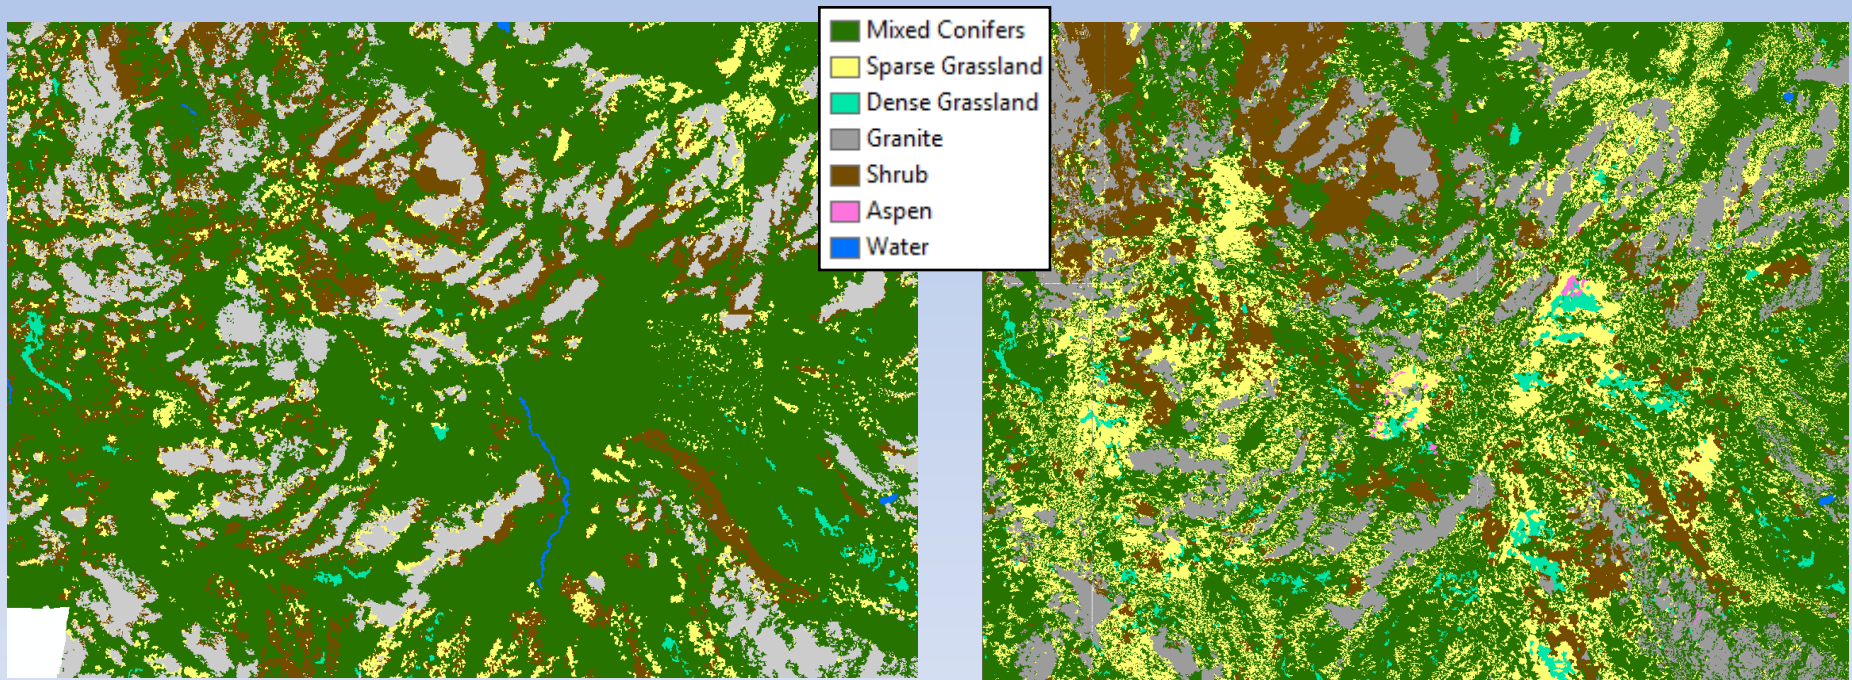 Mixed Conifers
Sparse Grassland
Dense Grassland
Granite
Shrub
Aspen
Water